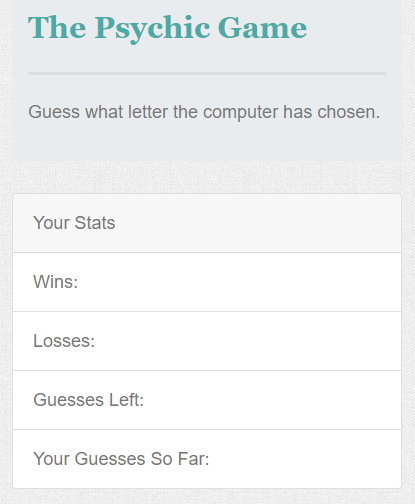 The Psychic Game
Guess what letter the computer has chosen.
Your Stats
Wins:
Losses:
Guesses Left:
Your Guesses So Far: